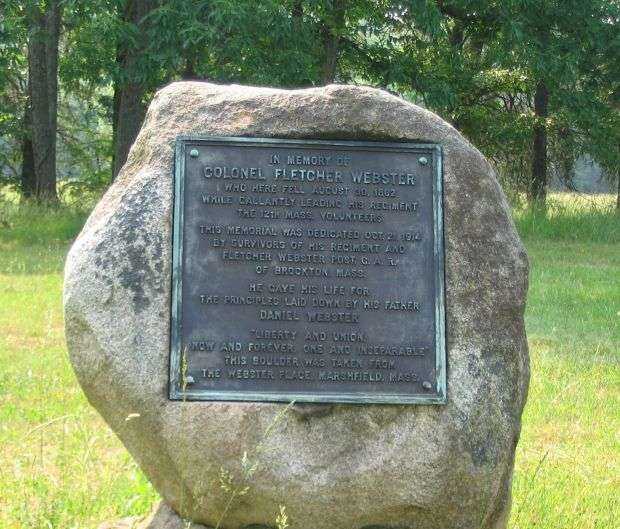 IN MEMORY OF
COLONEL FLETCHER WEBSTER
WHO HERE FELL AUGUST 30, 1862
WHILE GALLANTLY LEADING HIS REGIMENT
THE 12TH MASS. VOLUNTEERS.
THIS MEMORIAL WAS DEDICATED OCT. 21, 1914
BY SURVIVORS OF HIS REGIMENT AND
FLETCHER WEBSTER POST, G. A. R.
OF BROCKTON, MASS.
HE GAVE HIS LIFE FOR
THE PRINCIPLES LAID DOWN BY HIS FATHER
DANIEL WEBSTER
"LIBERTY AND UNION,
NOW AND FOREVER, ONE AND INSEPARABLE"
THIS BOULDER WAS TAKEN FROM
THE WEBSTER PLACE, MARSHFIELD, MASS.